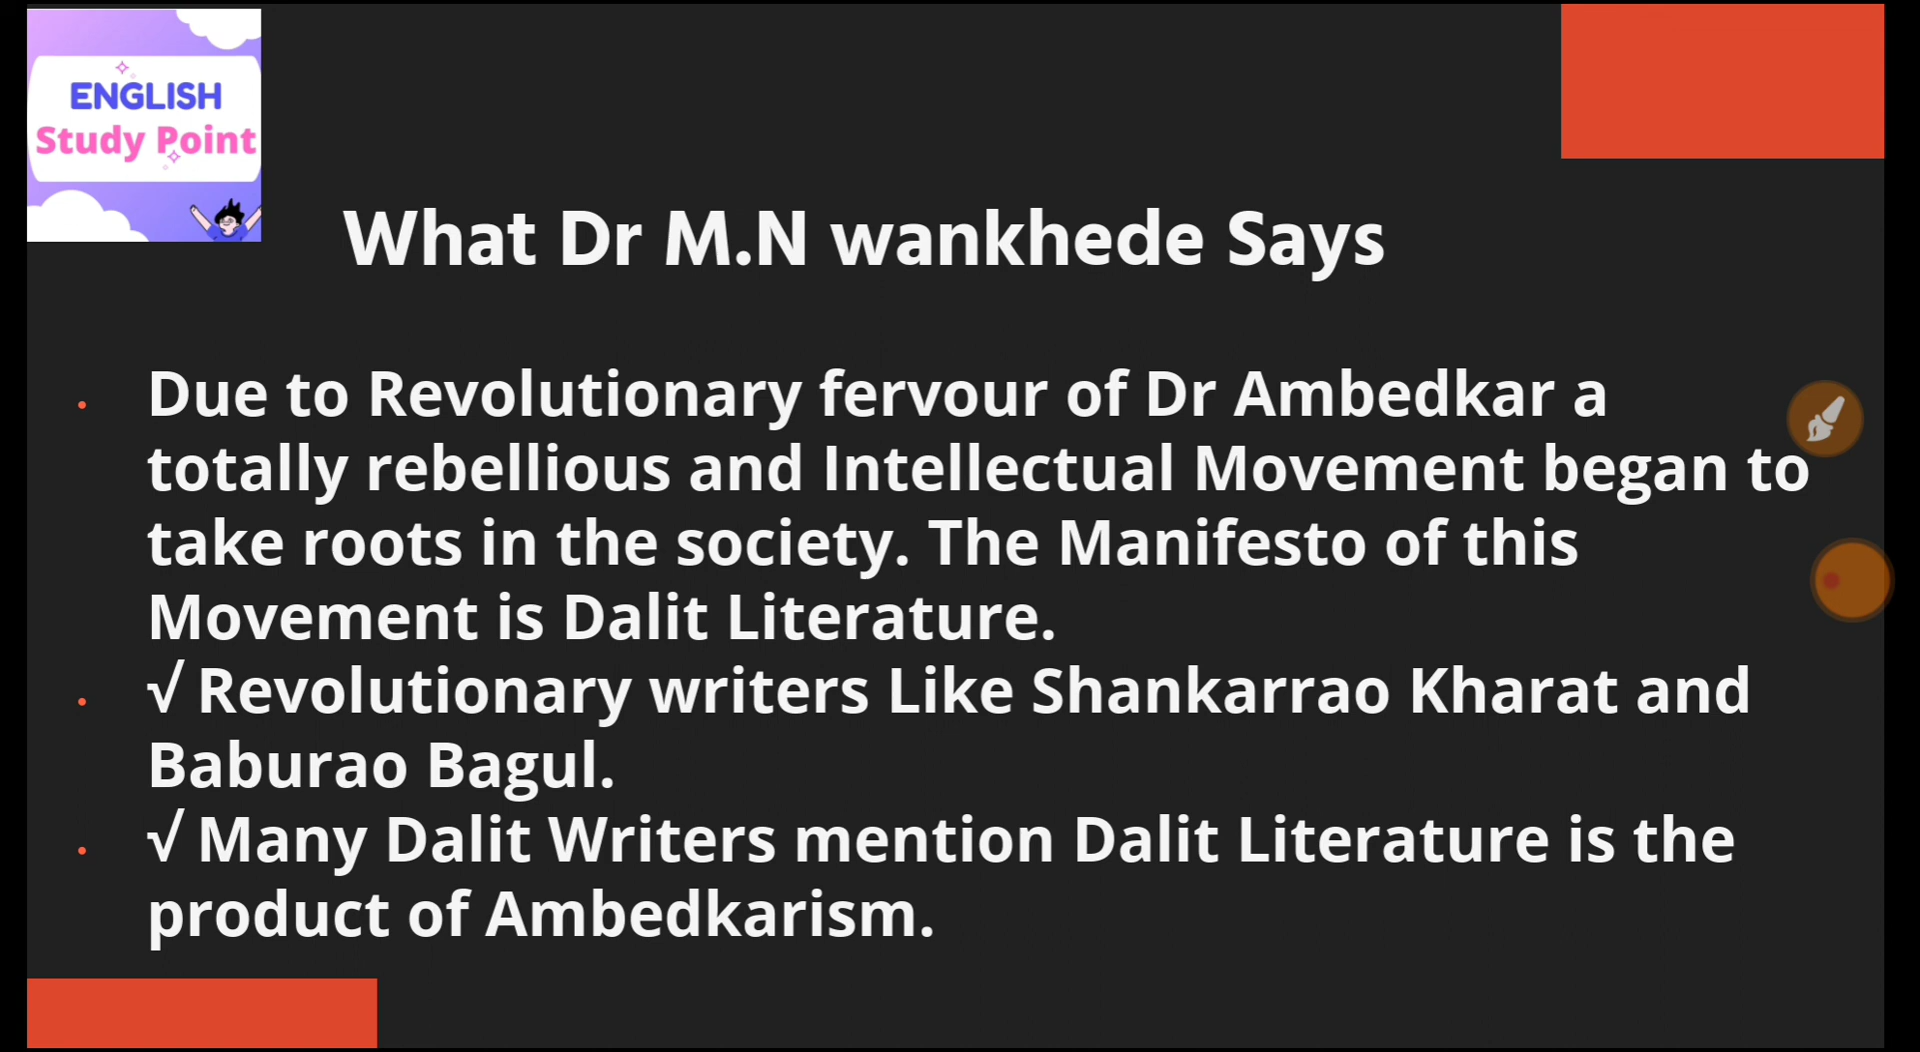 ENGLISH
Study Point
What Dr M.N wankhede Says
Due to Revolutionary fervour of Dr Ambedkar a
totally rebellious and Intellectual Movement began to
take roots in the society. The Manifesto of this
Movement is Dalit Literature.
√ Revolutionary writers Like Shankarrao Kharat and
Baburao Bagul.
√ Many Dalit Writers mention Dalit Literature is the
product of Ambedkarism.